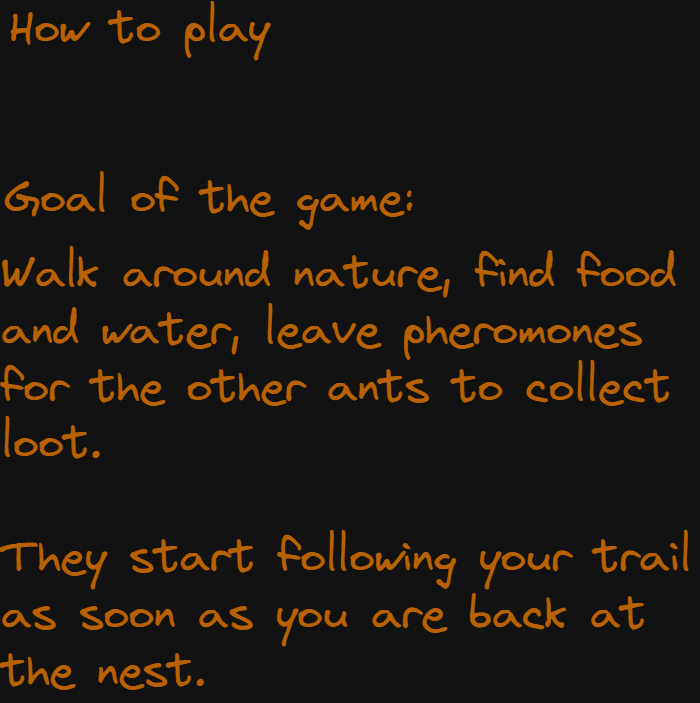 How to play
Goal of the game:
Walk around nature, find food
and water, leave pheromones
for the other ants to collect
loot.
They start following your trail
as soon as you are back at
the nest.